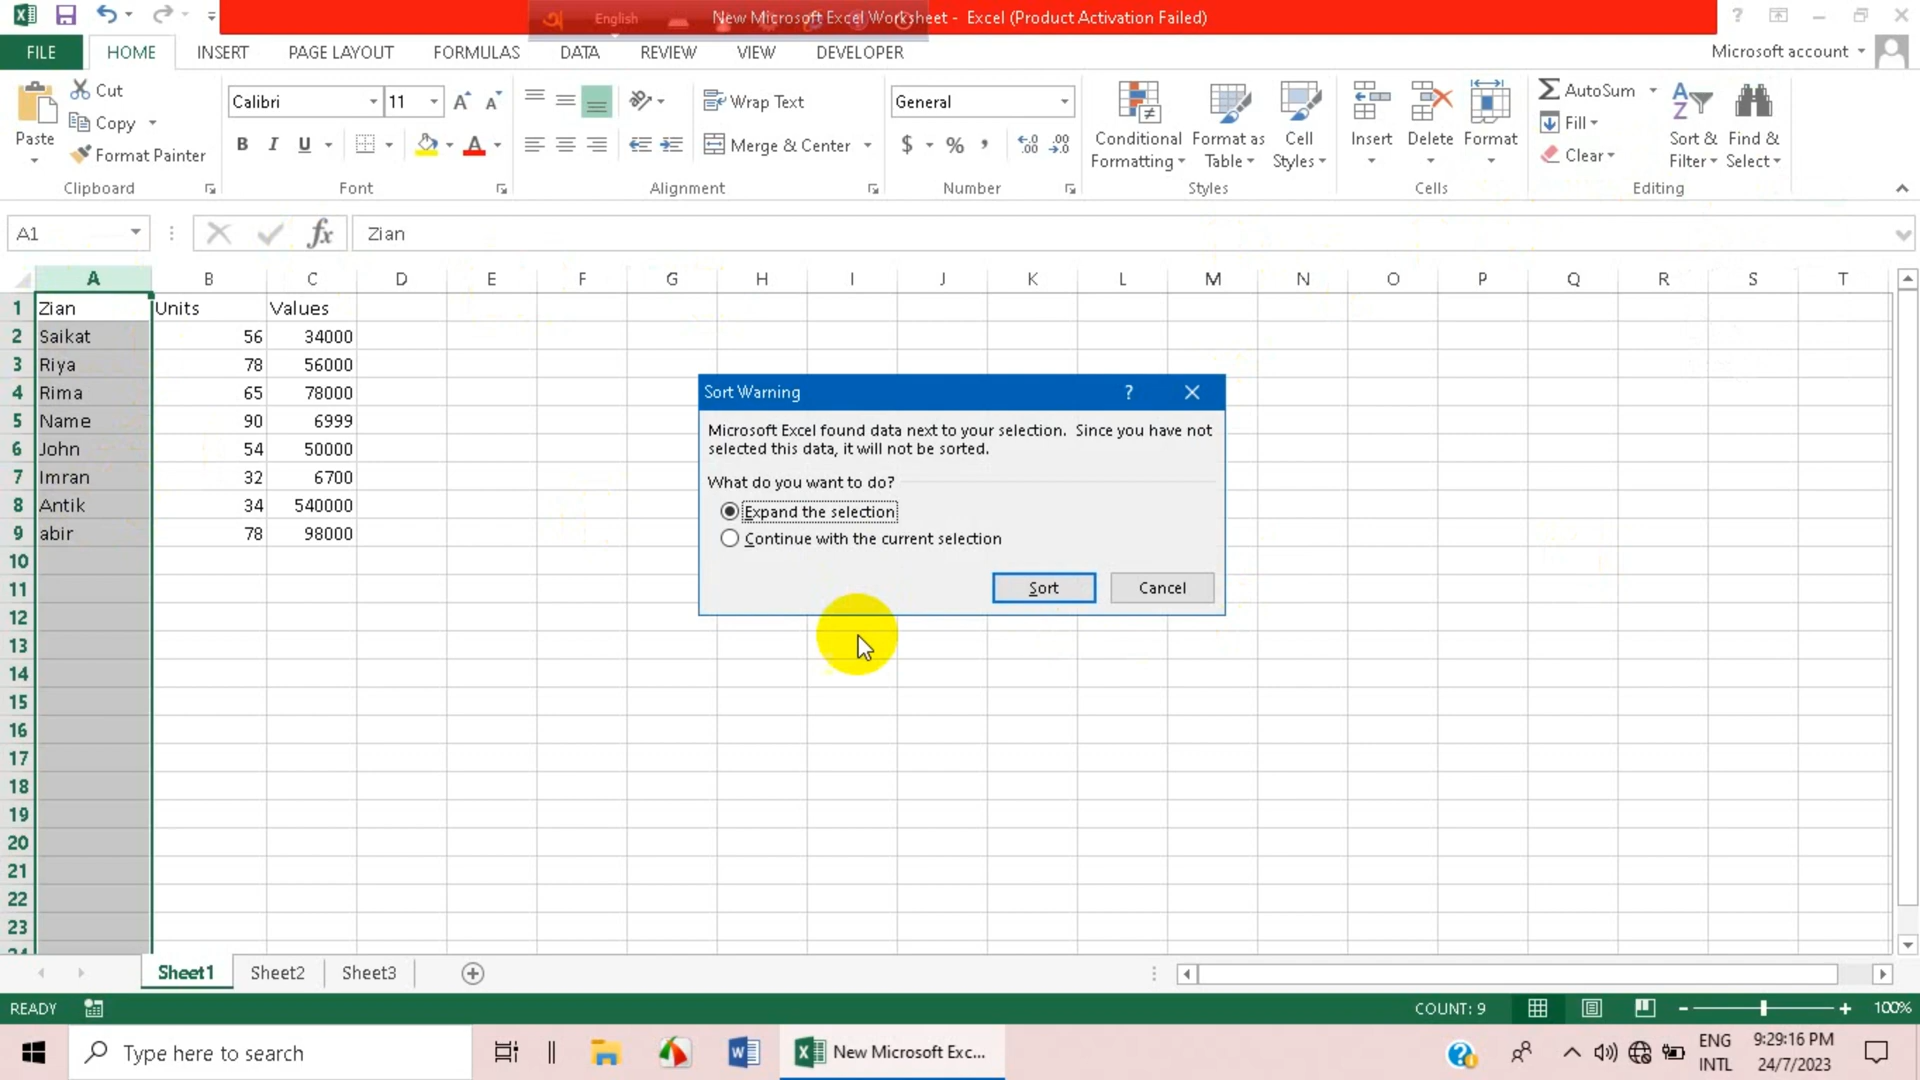 English
New Microsoft Excel Worksheet - Excel (Product Activation Failed)
?
FILE
HOME
INSERT
PAGE LAYOUT
FORMULAS
DATA
REVIEW
VIEW
DEVELOPER
Microsoft account
Paste
Cut
Copy
Format Painter
Clipboard
Calibri
11
B I U
Font
Wrap Text
Merge & Center
Alignment
General
$ % ,
Number
Conditional
Formatting
Format as
Table
Cell
Styles
Styles
Insert
Delete
Format
Cells
AutoSum
Fill
Clear
Sort &
Filter
Find &
Select
Editing
A1
fx
Zian
A B C D E F G H I J K L M N O P Q R S T
1 Zian Units Values
2 Saikat 56 34000
3 Riya 78 56000
4 Rima 65 78000
5 Name 90 6999
6 John 54 50000
7 Imran 32 6700
8 Antik 34 540000
9 abir 78 98000
10
11
12
13
14
15
16
17
18
19
20
21
22
23
24
Sort Warning ?
Microsoft Excel found data next to your selection. Since you have not
selected this data, it will not be sorted.
What do you want to do?
Expand the selection
Continue with the current selection
Sort
Cancel
Sheet1
Sheet2
Sheet3
READY
COUNT: 9
100%
Type here to search
New Microsoft Exc...
ENG
INTL
9:29:16 PM
24/7/2023